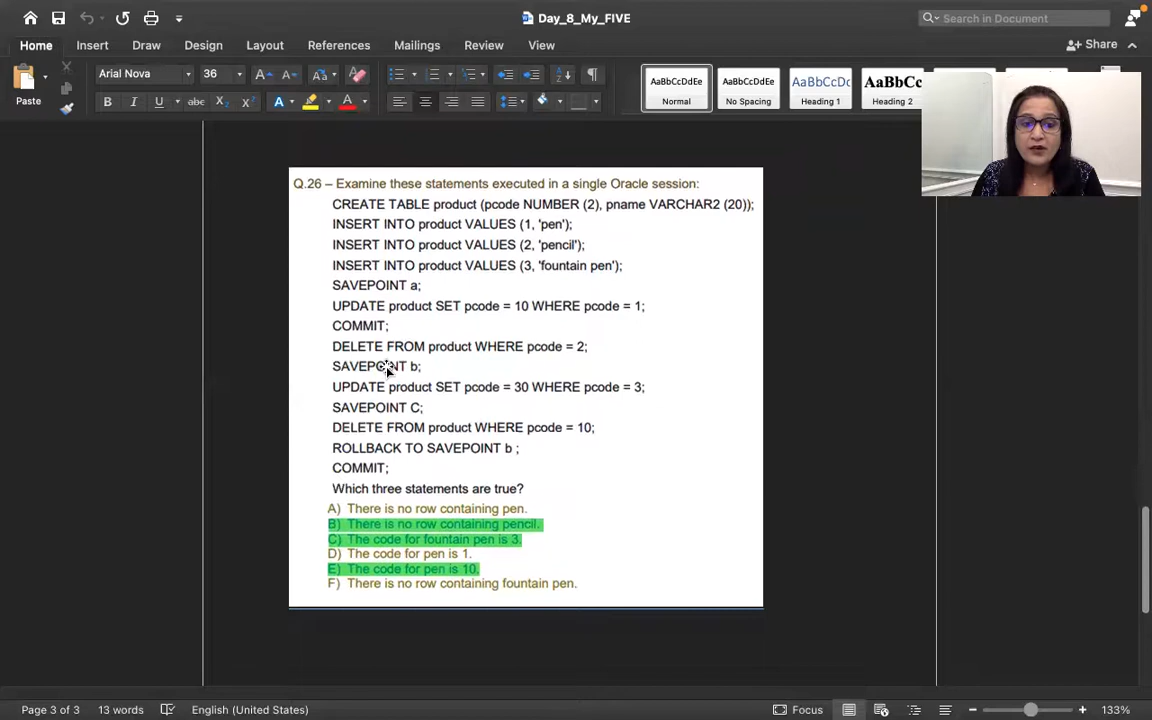 Day_8_My_FIVE
Search in Document
Home Insert Draw Design Layout References Mailings Review View
Share
Paste
Arial Nova 36
AaBbCcDdEe AaBbCcDdEe AaBbCcDc AaBbCc
Normal No Spacing Heading 1 Heading 2
Q.26 – Examine these statements executed in a single Oracle session:
CREATE TABLE product (pcode NUMBER (2), pname VARCHAR2 (20));
INSERT INTO product VALUES (1, 'pen');
INSERT INTO product VALUES (2, 'pencil');
INSERT INTO product VALUES (3, 'fountain pen');
SAVEPOINT a;
UPDATE product SET pcode = 10 WHERE pcode = 1;
COMMIT;
DELETE FROM product WHERE pcode = 2;
SAVEPOINT b;
UPDATE product SET pcode = 30 WHERE pcode = 3;
SAVEPOINT C;
DELETE FROM product WHERE pcode = 10;
ROLLBACK TO SAVEPOINT b ;
COMMIT;
Which three statements are true?
A) There is no row containing pen.
B) There is no row containing pencil.
C) The code for fountain pen is 3.
D) The code for pen is 1.
E) The code for pen is 10.
F) There is no row containing fountain pen.
Page 3 of 3 13 words English (United States) Focus 133%